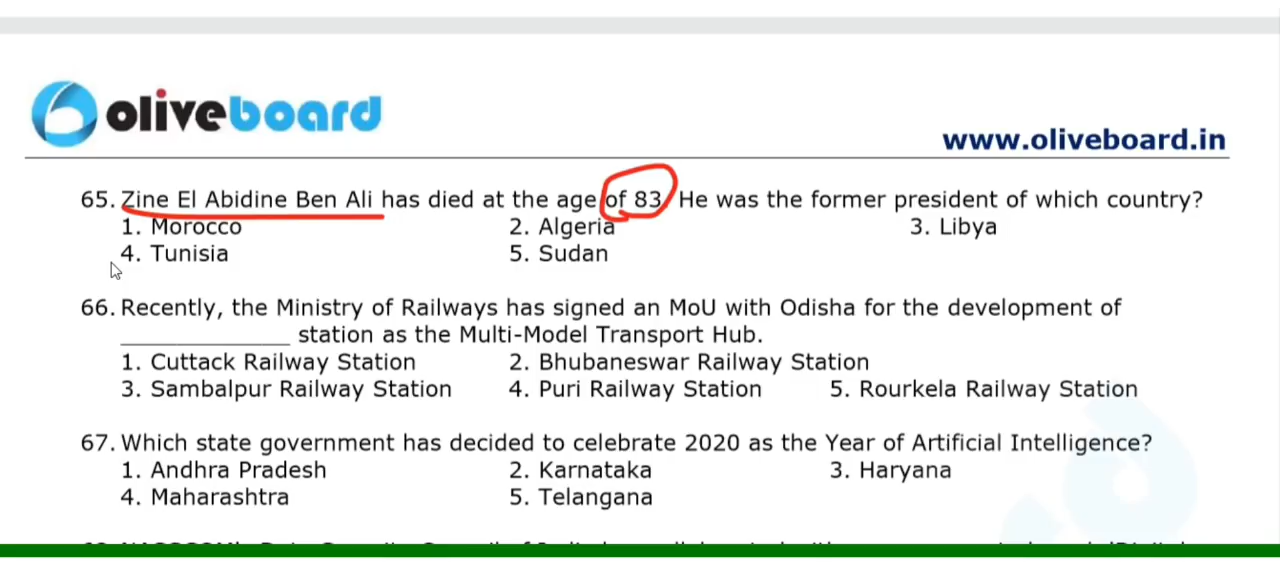 oliveboard
www.oliveboard.in
65. Zine El Abidine Ben Ali has died at the age of 83. He was the former president of which country?
1. Morocco 2. Algeria 3. Libya
4. Tunisia 5. Sudan
66. Recently, the Ministry of Railways has signed an MoU with Odisha for the development of
______________ station as the Multi-Model Transport Hub.
1. Cuttack Railway Station 2. Bhubaneswar Railway Station
3. Sambalpur Railway Station 4. Puri Railway Station 5. Rourkela Railway Station
67. Which state government has decided to celebrate 2020 as the Year of Artificial Intelligence?
1. Andhra Pradesh 2. Karnataka 3. Haryana
4. Maharashtra 5. Telangana